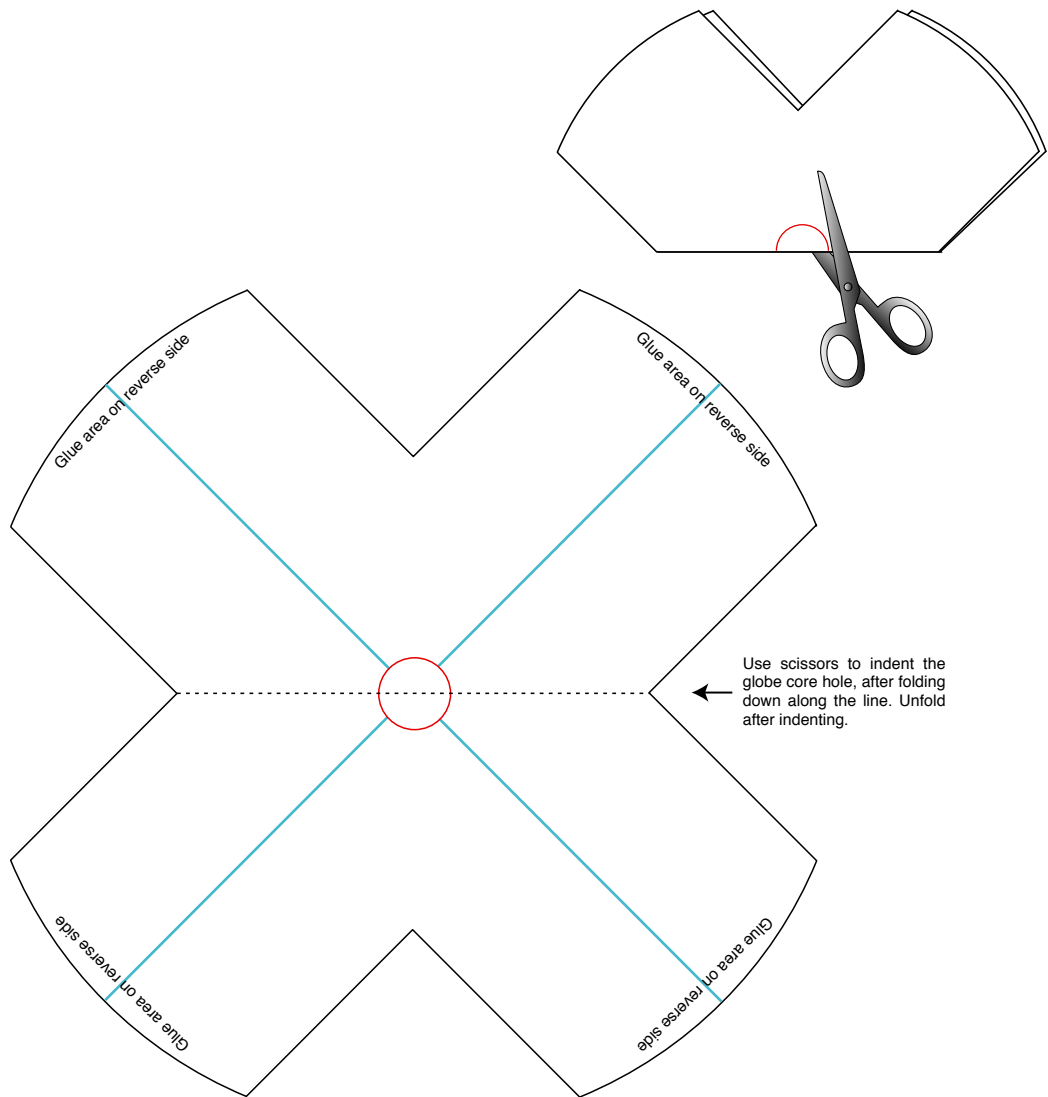 Glue area on reverse side
Glue area on reverse side
Use scissors to indent the
globe core hole, after folding
down along the line. Unfold
after indenting.
Glue area on reverse side
Glue area on reverse side